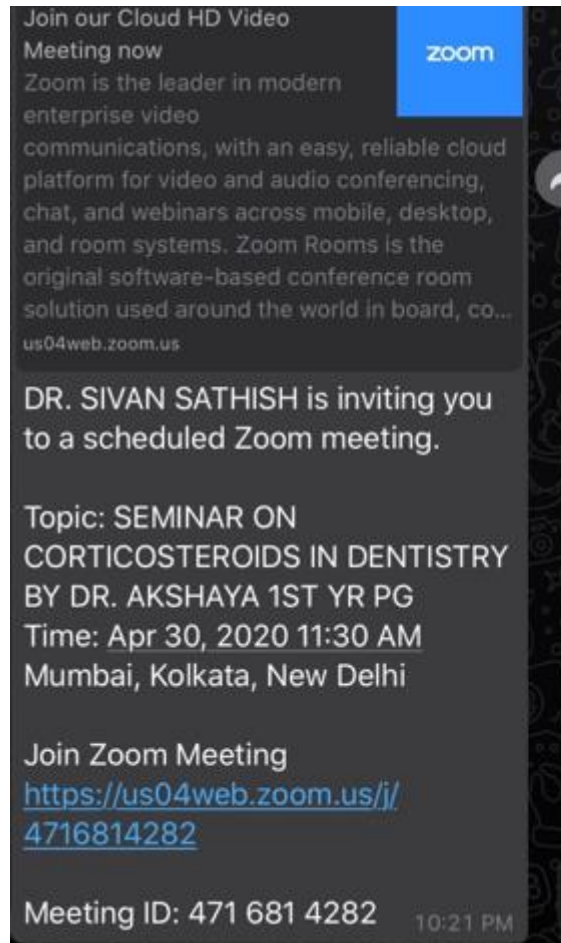 Join our Cloud HD Video
Meeting now
zoom
Zoom is the leader in modern
enterprise video
communications, with an easy, reliable cloud
platform for video and audio conferencing,
chat, and webinars across mobile, desktop,
and room systems. Zoom Rooms is the
original software-based conference room
solution used around the world in board, co...
us04web.zoom.us
DR. SIVAN SATHISH is inviting you
to a scheduled Zoom meeting.
Topic: SEMINAR ON
CORTICOSTEROIDS IN DENTISTRY
BY DR. AKSHAYA 1ST YR PG
Time: Apr 30, 2020 11:30 AM
Mumbai, Kolkata, New Delhi
Join Zoom Meeting
https://us04web.zoom.us/j/
4716814282
Meeting ID: 471 681 4282
10:21 PM